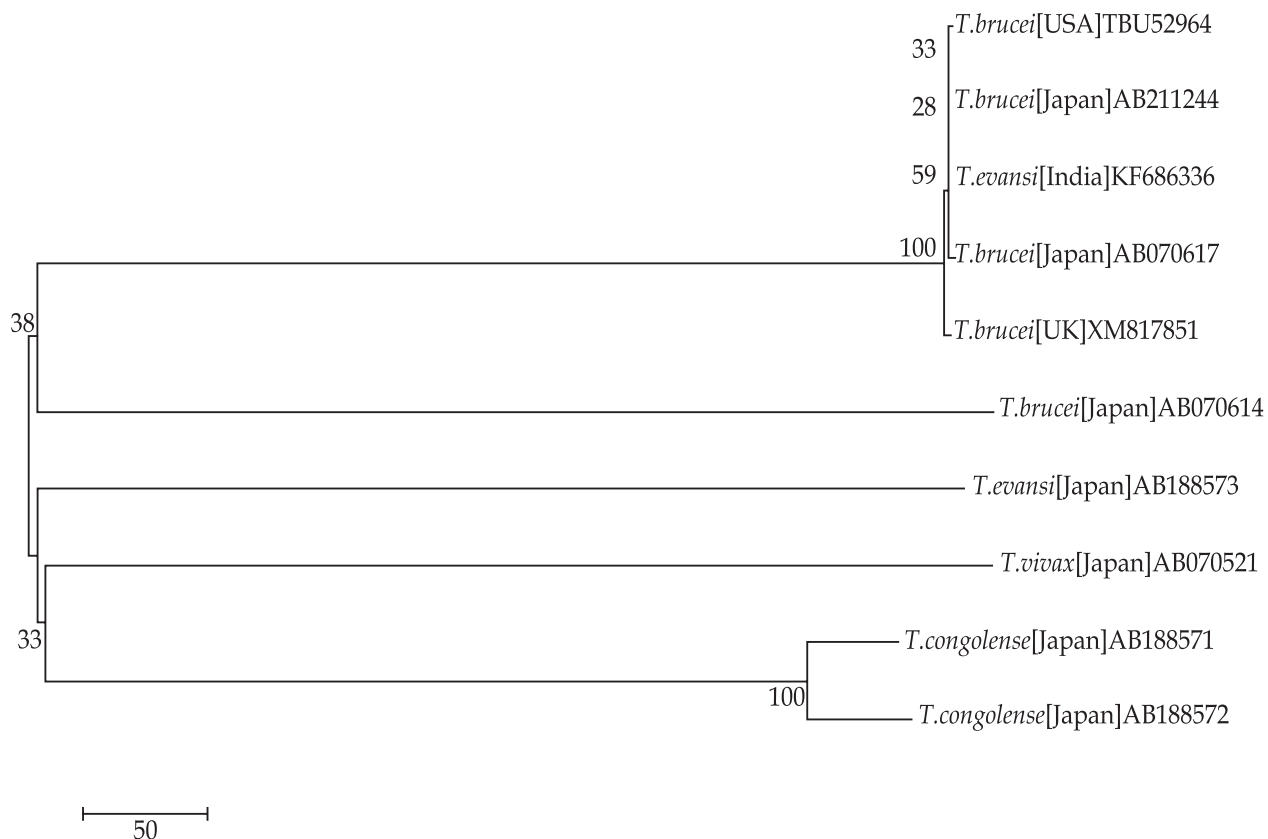 T.brucei[USA]TBU52964
33
28
T.brucei[Japan]AB211244
59
T.evansi[India]KF686336
100
T.brucei[Japan]AB070617
38
T.brucei[UK]XM817851
T.brucei[Japan]AB070614
T.evansi[Japan]AB188573
T.vivax[Japan]AB070521
33
T.congolense[Japan]AB188571
100
T.congolense[Japan]AB188572
50